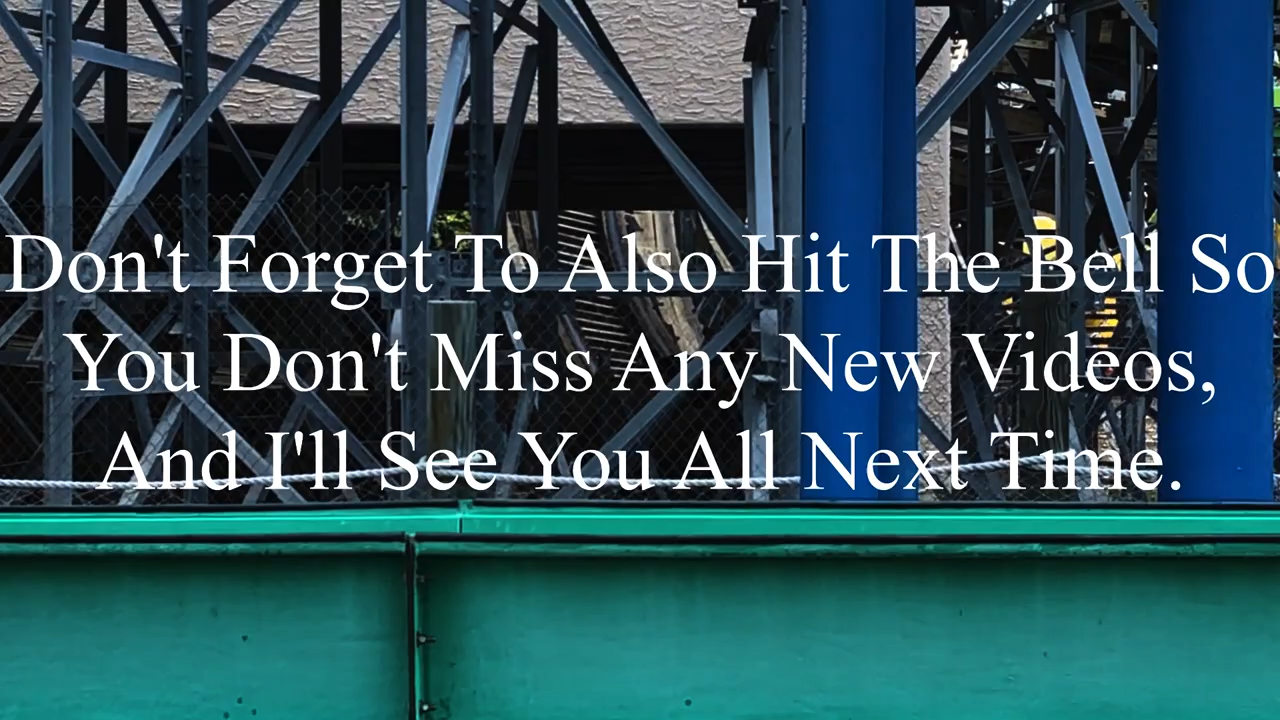 Don't Forget To Also Hit The Bell So
You Don't Miss Any New Videos,
And I'll See You All Next Time.